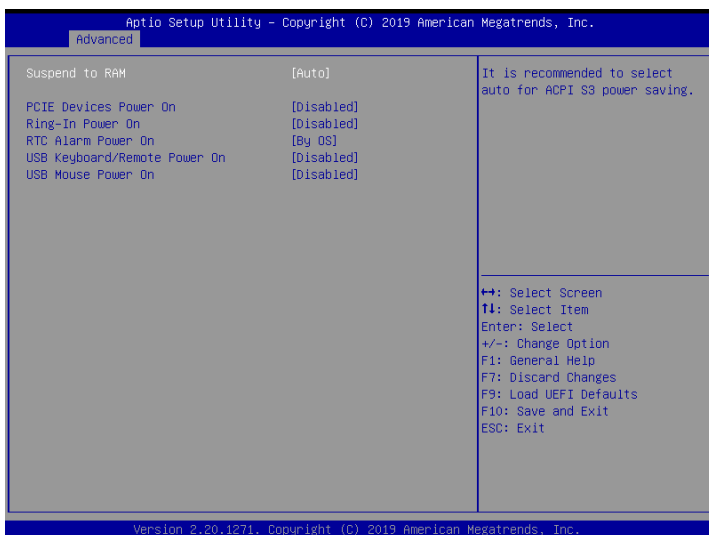 Aptio Setup Utility – Copyright (C) 2019 American Megatrends, Inc.
Advanced
Suspend to RAM [Auto]
PCIE Devices Power On [Disabled]
Ring-In Power On [Disabled]
RTC Alarm Power On [By OS]
USB Keyboard/Remote Power On [Disabled]
USB Mouse Power On [Disabled]
It is recommended to select
auto for ACPI S3 power saving.
↔: Select Screen
↑↓: Select Item
Enter: Select
+/-: Change Option
F1: General Help
F7: Discard Changes
F9: Load UEFI Defaults
F10: Save and Exit
ESC: Exit
Version 2.20.1271. Copyright (C) 2019 American Megatrends, Inc.